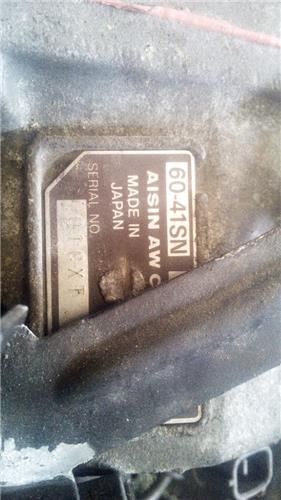 60-41SN
AISIN AW C
MADE IN
JAPAN
SERIAL NO.